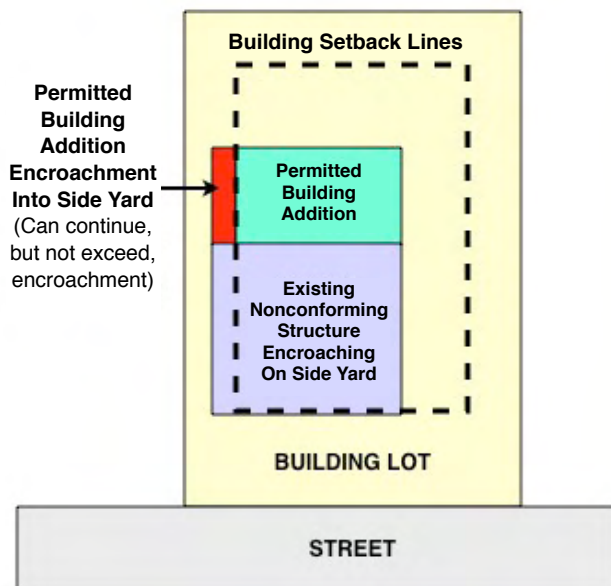 Building Setback Lines
Permitted
Building
Addition
Encroachment
Into Side Yard
(Can continue,
but not exceed,
encroachment)
Permitted
Building
Addition
Existing
Nonconforming
Structure
Encroaching
On Side Yard
BUILDING LOT
STREET